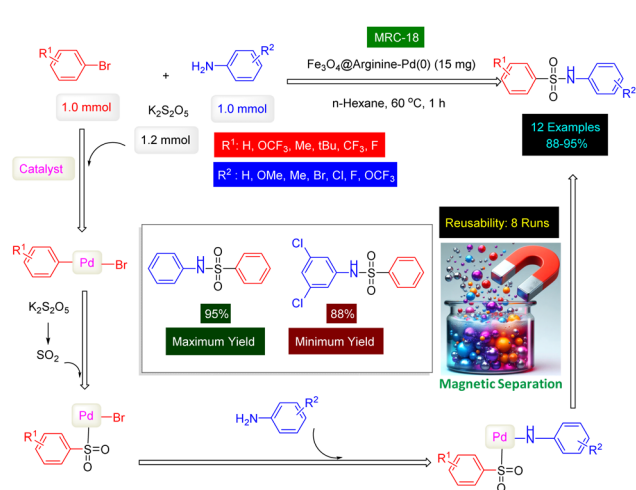 MRC-18
R1
Br
+
H2N
R2
Fe3O4@Arginine-Pd(0) (15 mg)
n-Hexane, 60 °C, 1 h
R1
O
S
O
H
N
R2
1.0 mmol
K2S2O5
1.0 mmol
1.2 mmol
12 Examples
88-95%
R1: H, OCF3, Me, tBu, CF3, F
R2 : H, OMe, Me, Br, Cl, F, OCF3
Catalyst
Reusability: 8 Runs
R1
Pd
Br
H
N
O
S
O
Cl
Cl
H
N
O
S
O
95%
88%
Maximum Yield
Minimum Yield
K2S2O5
SO2
Magnetic Separation
Pd
Br
R1
S
O
O
H2N
R2
Pd
H
N
R2
R1
S
O
O